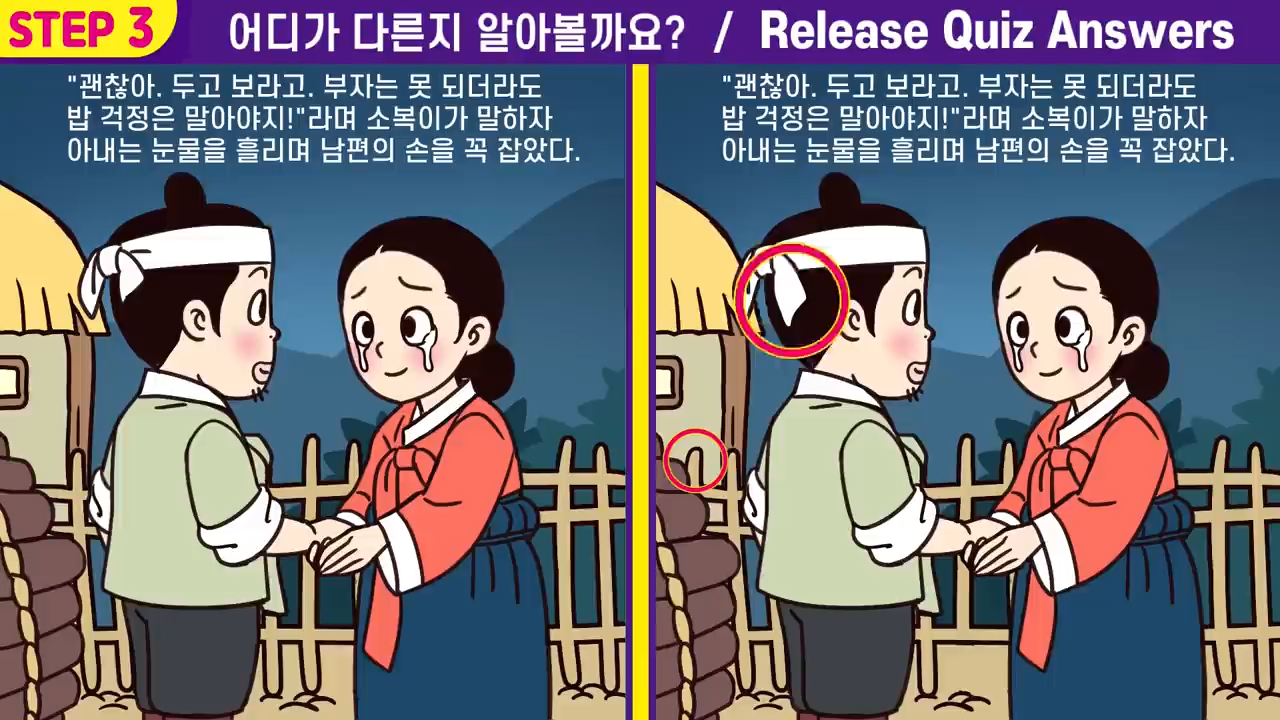 STEP 3
어디가 다른지 알아볼까요? / Release Quiz Answers
"괜찮아. 두고 보라고. 부자는 못 되더라도
밥 걱정은 말아야지!"라며 소복이가 말하자
아내는 눈물을 흘리며 남편의 손을 꼭 잡았다.
"괜찮아. 두고 보라고. 부자는 못 되더라도
밥 걱정은 말아야지!"라며 소복이가 말하자
아내는 눈물을 흘리며 남편의 손을 꼭 잡았다.